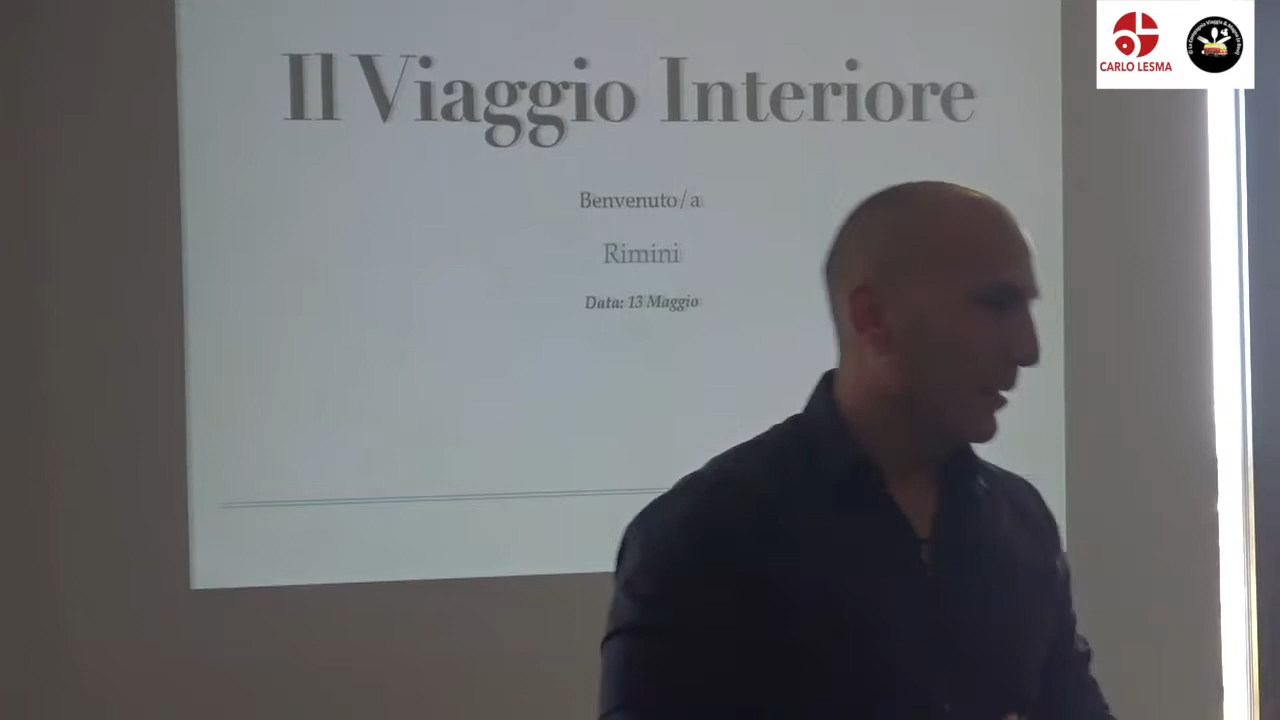 Il Viaggio Interiore
Benvenuto/a
Rimini
Data: 13 Maggio
CARLO LESMA